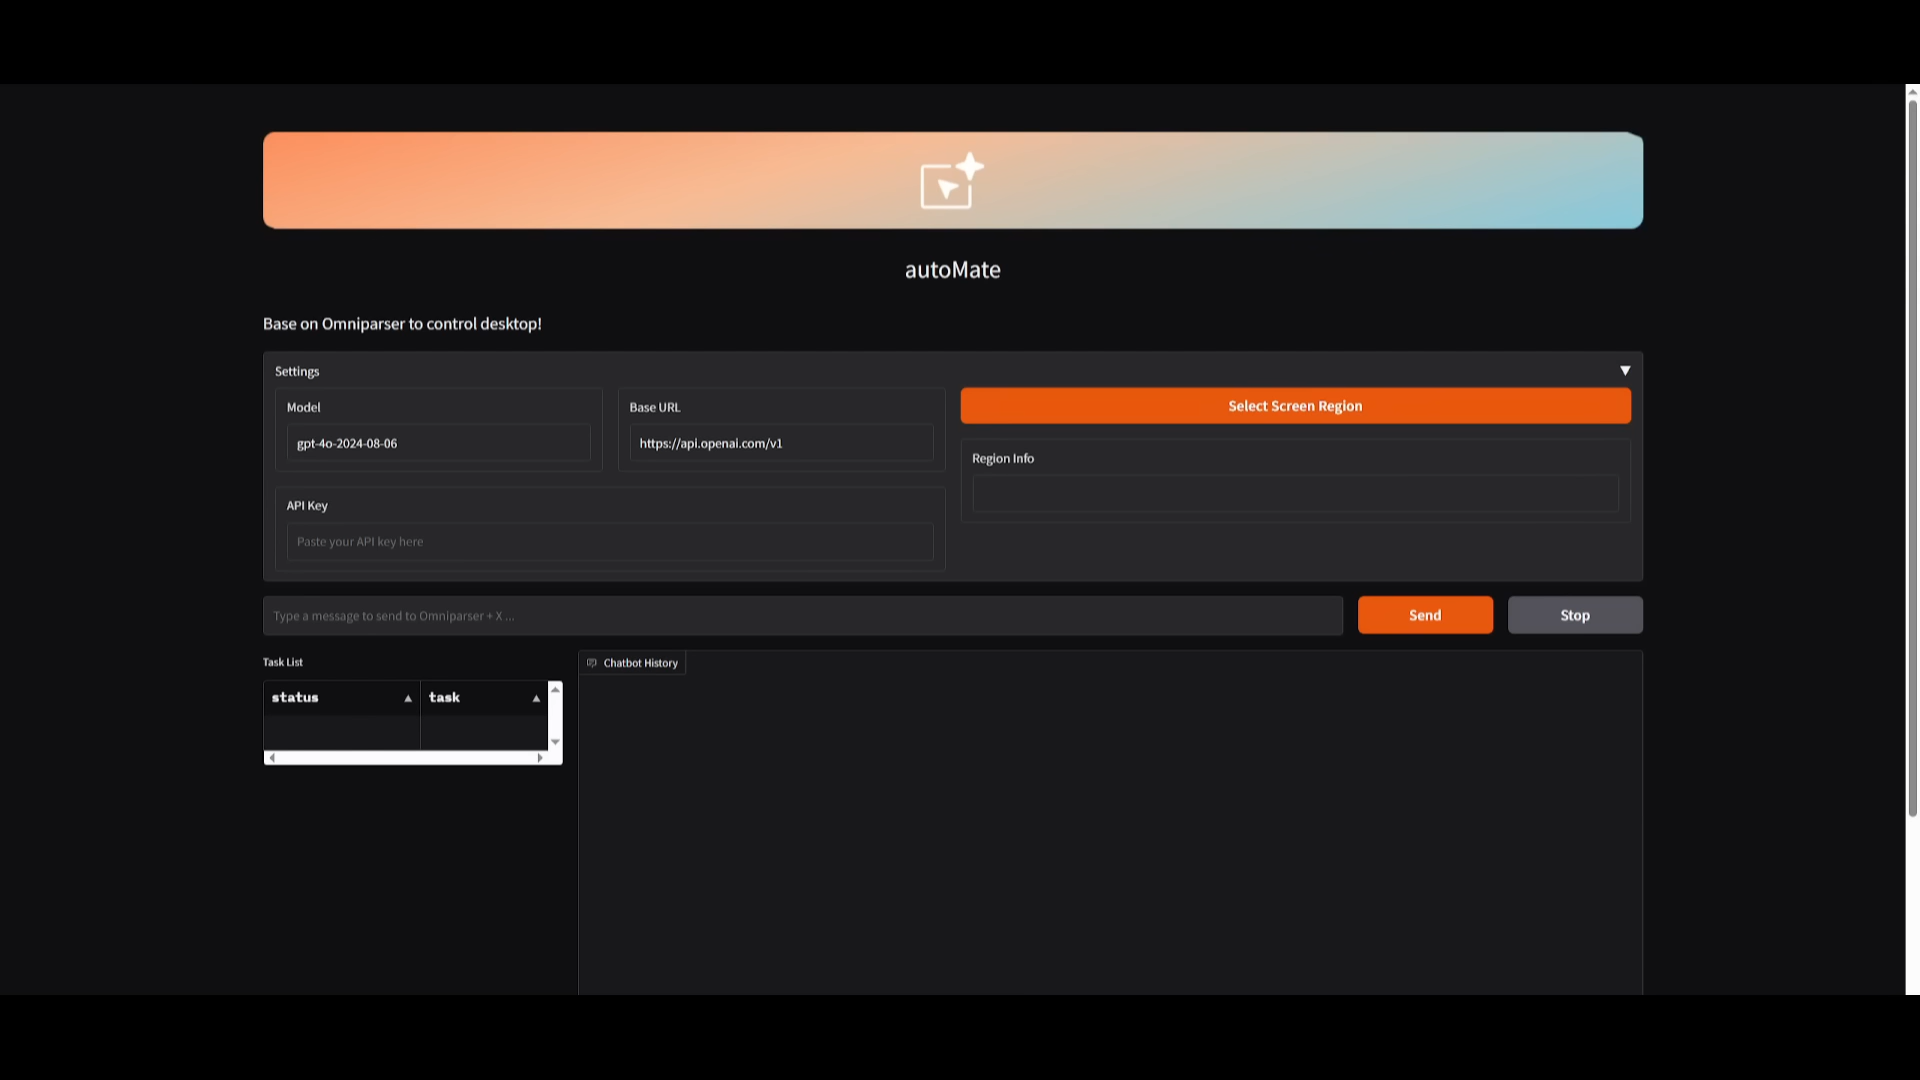 autoMate
Base on Omniparser to control desktop!
Settings
Model
gpt-4o-2024-08-06
Base URL
https://api.openai.com/v1
Select Screen Region
Region Info
API Key
Paste your API key here
Type a message to send to Omniparser + X ...
Send
Stop
Task List
status
task
Chatbot History